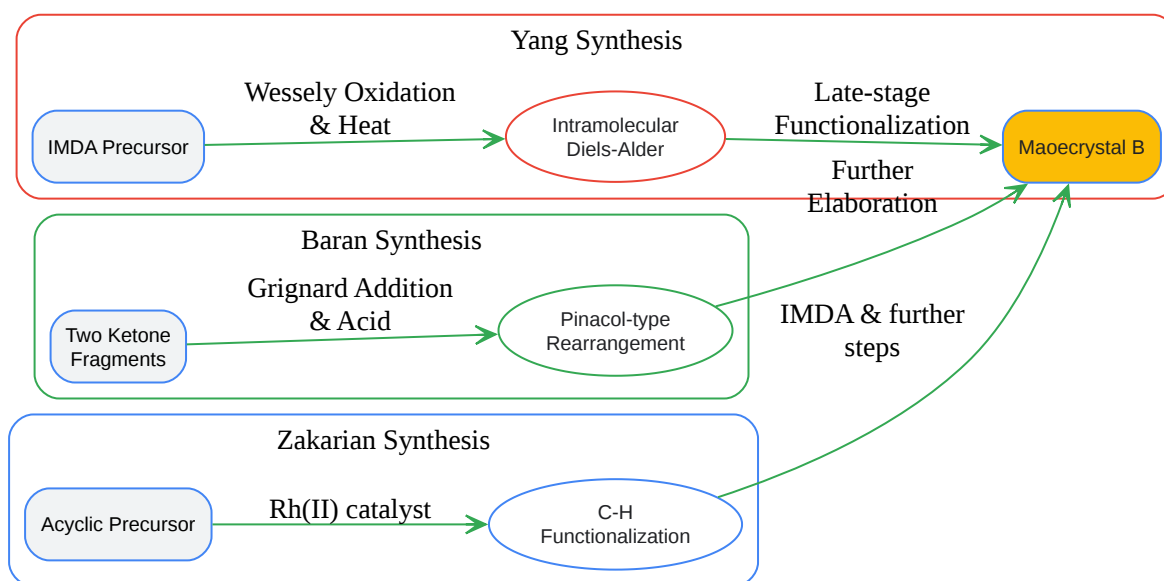 Yang Synthesis
IMDA Precursor
Wessely Oxidation
& Heat
Intramolecular
Diels-Alder
Late-stage
Functionalization
Maoecrystal B
Further
Elaboration
Baran Synthesis
Two Ketone
Fragments
Grignard Addition
& Acid
Pinacol-type
Rearrangement
IMDA & further
steps
Zakarian Synthesis
Acyclic Precursor
Rh(II) catalyst
C-H
Functionalization